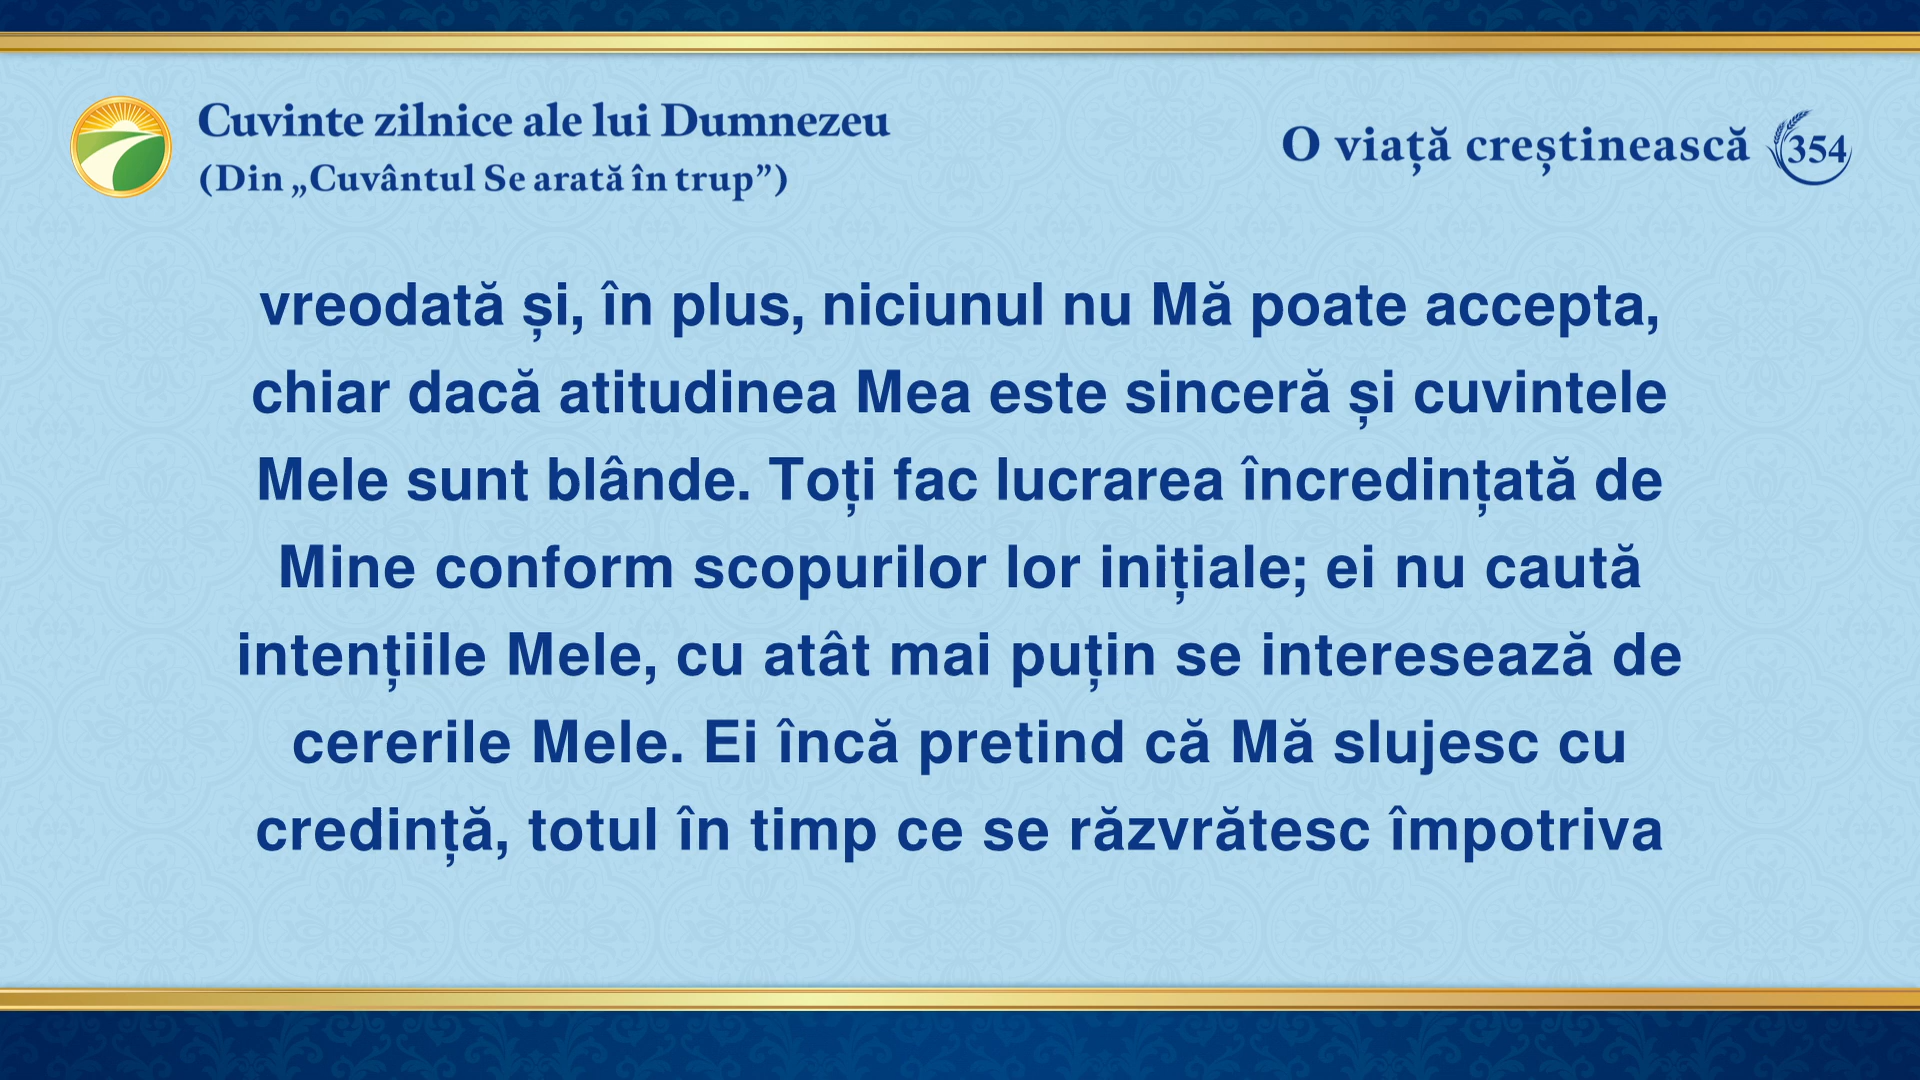 Cuvinte zilnice ale lui Dumnezeu
(Din „Cuvântul Se arată în trup”)
O viață creștinească 354
vreodată și, în plus, niciunul nu Mă poate accepta,
chiar dacă atitudinea Mea este sinceră și cuvintele
Mele sunt blânde. Toți fac lucrarea încredințată de
Mine conform scopurilor lor inițiale; ei nu caută
intențiile Mele, cu atât mai puțin se interesează de
cererile Mele. Ei încă pretind că Mă slujesc cu
credință, totul în timp ce se răzvrătesc împotriva